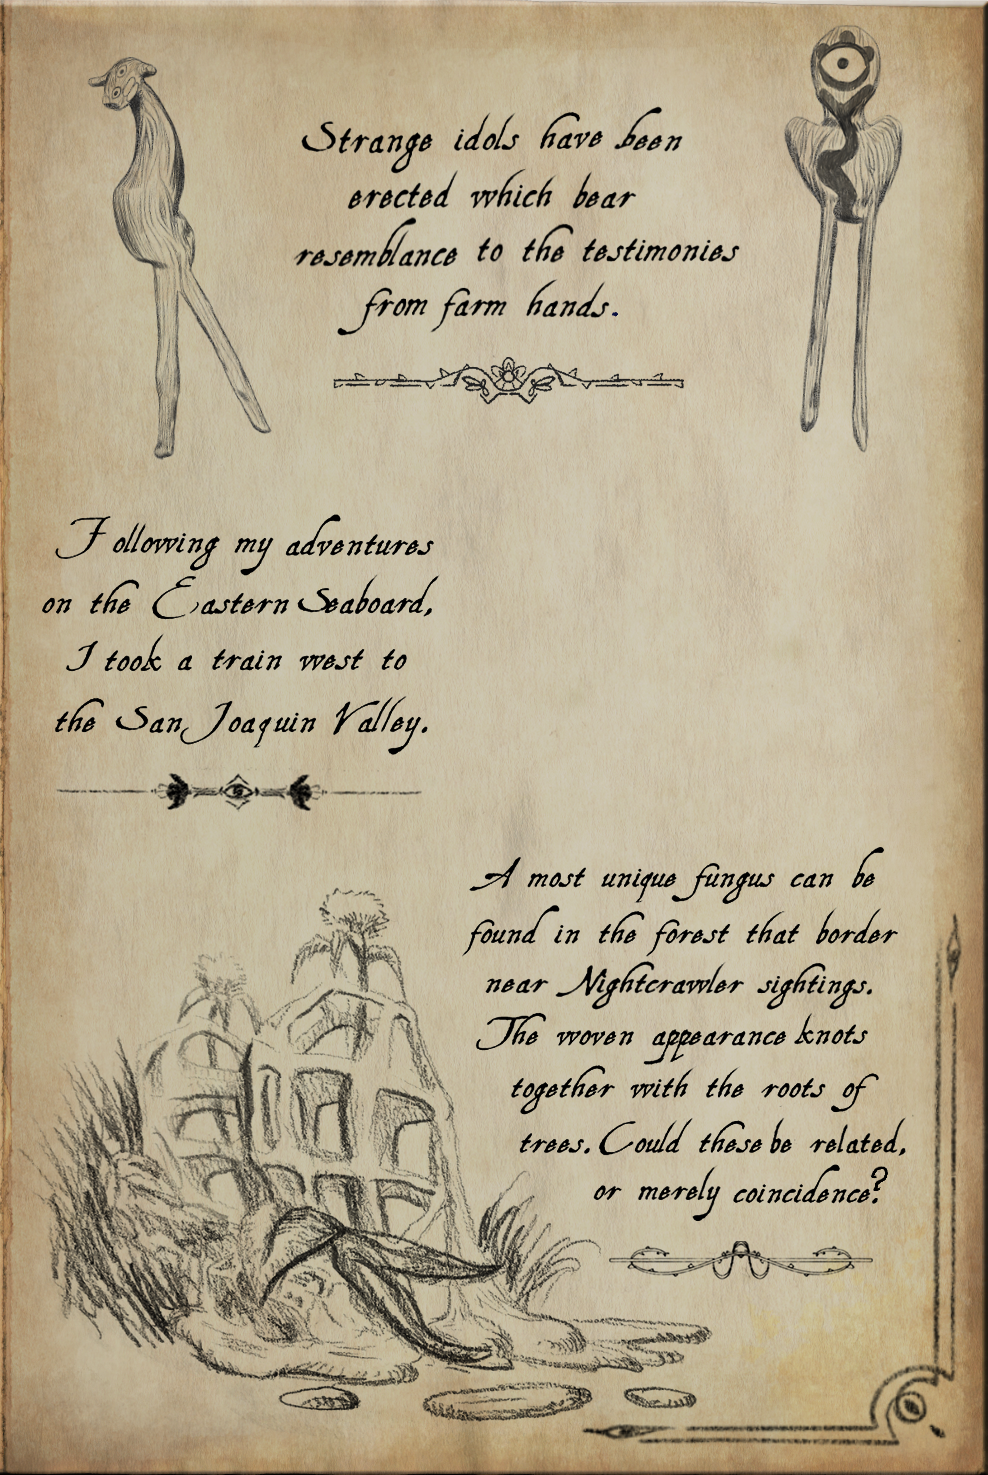 Strange idols have been
erected which bear
resemblance to the testimonies
from farm hands.
Following my adventures
on the Eastern Seaboard,
I took a train west to
the San Joaquin Valley.
A most unique fungus can be
found in the forest that border
near Nightcrawler sightings.
The woven appearance knots
together with the roots of
trees. Could these be related,
or merely coincidence?